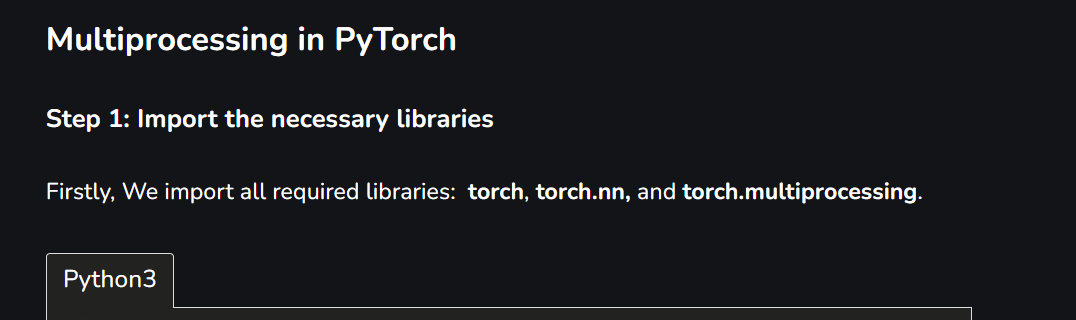 Multiprocessing in PyTorch
Step 1: Import the necessary libraries
Firstly, We import all required libraries:  torch, torch.nn, and torch.multiprocessing.
Python3